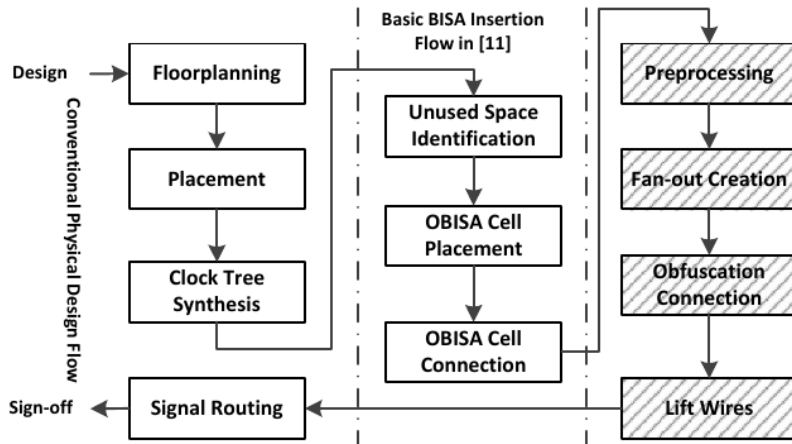 Design
Floorplanning
Conventional Physical Design Flow
Placement
Clock Tree
Synthesis
Basic BISA Insertion
Flow in [11]
Unused Space
Identification
OBISA Cell
Placement
OBISA Cell
Connection
Preprocessing
Fan-out Creation
Obfuscation
Connection
Lift Wires
Signal Routing
Sign-off